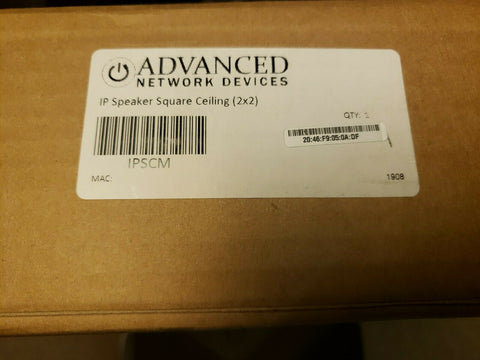 ADVANCED
NETWORK DEVICES
IP Speaker Square Ceiling (2x2)
QTY: 1
20:46:F9:05:0A:DF
IPSCM
MAC:
1908